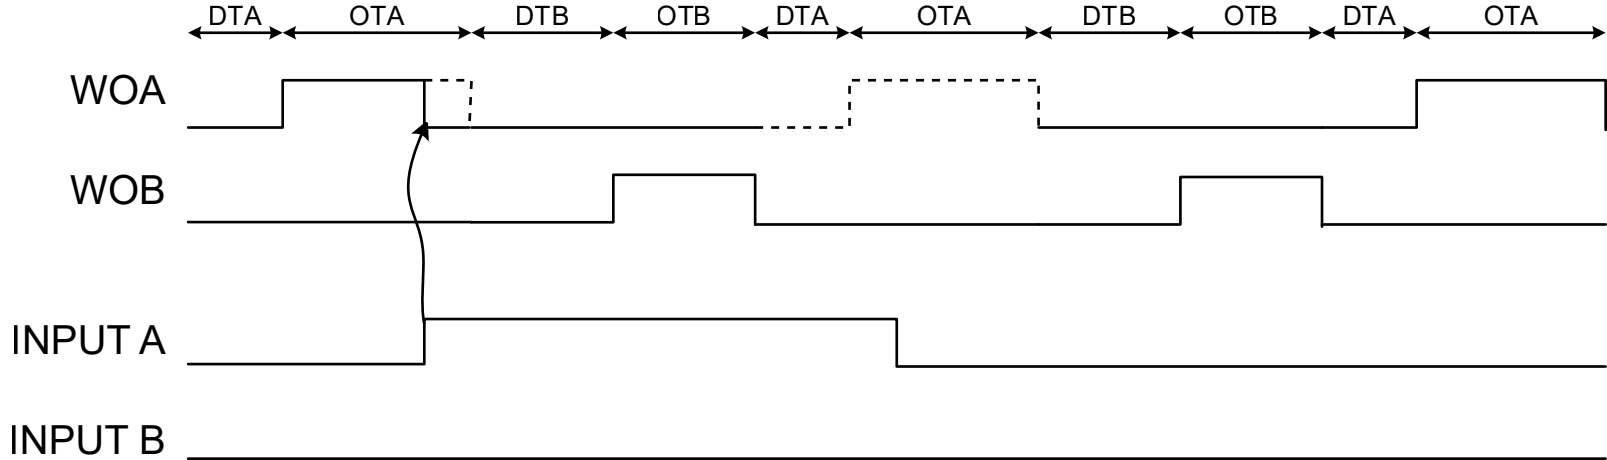 DTA OTA DTB OTB DTA OTA DTB OTB DTA OTA
WOA
WOB
INPUT A
INPUT B